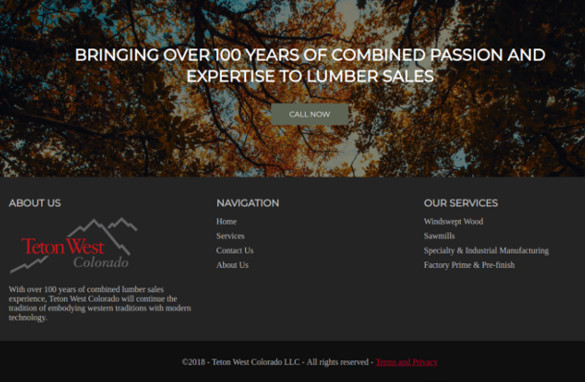 BRINGING OVER 100 YEARS OF COMBINED PASSION AND
EXPERTISE TO LUMBER SALES
CALL NOW
ABOUT US
Teton West
Colorado
With over 100 years of combined lumber sales
experience, Teton West Colorado will continue the
tradition of embodying western traditions with modern
technology.
NAVIGATION
Home
Services
Contact Us
About Us
OUR SERVICES
Windswept Wood
Sawmills
Specialty & Industrial Manufacturing
Factory Prime & Pre-finish
©2018 - Teton West Colorado LLC - All rights reserved - Terms and Privacy